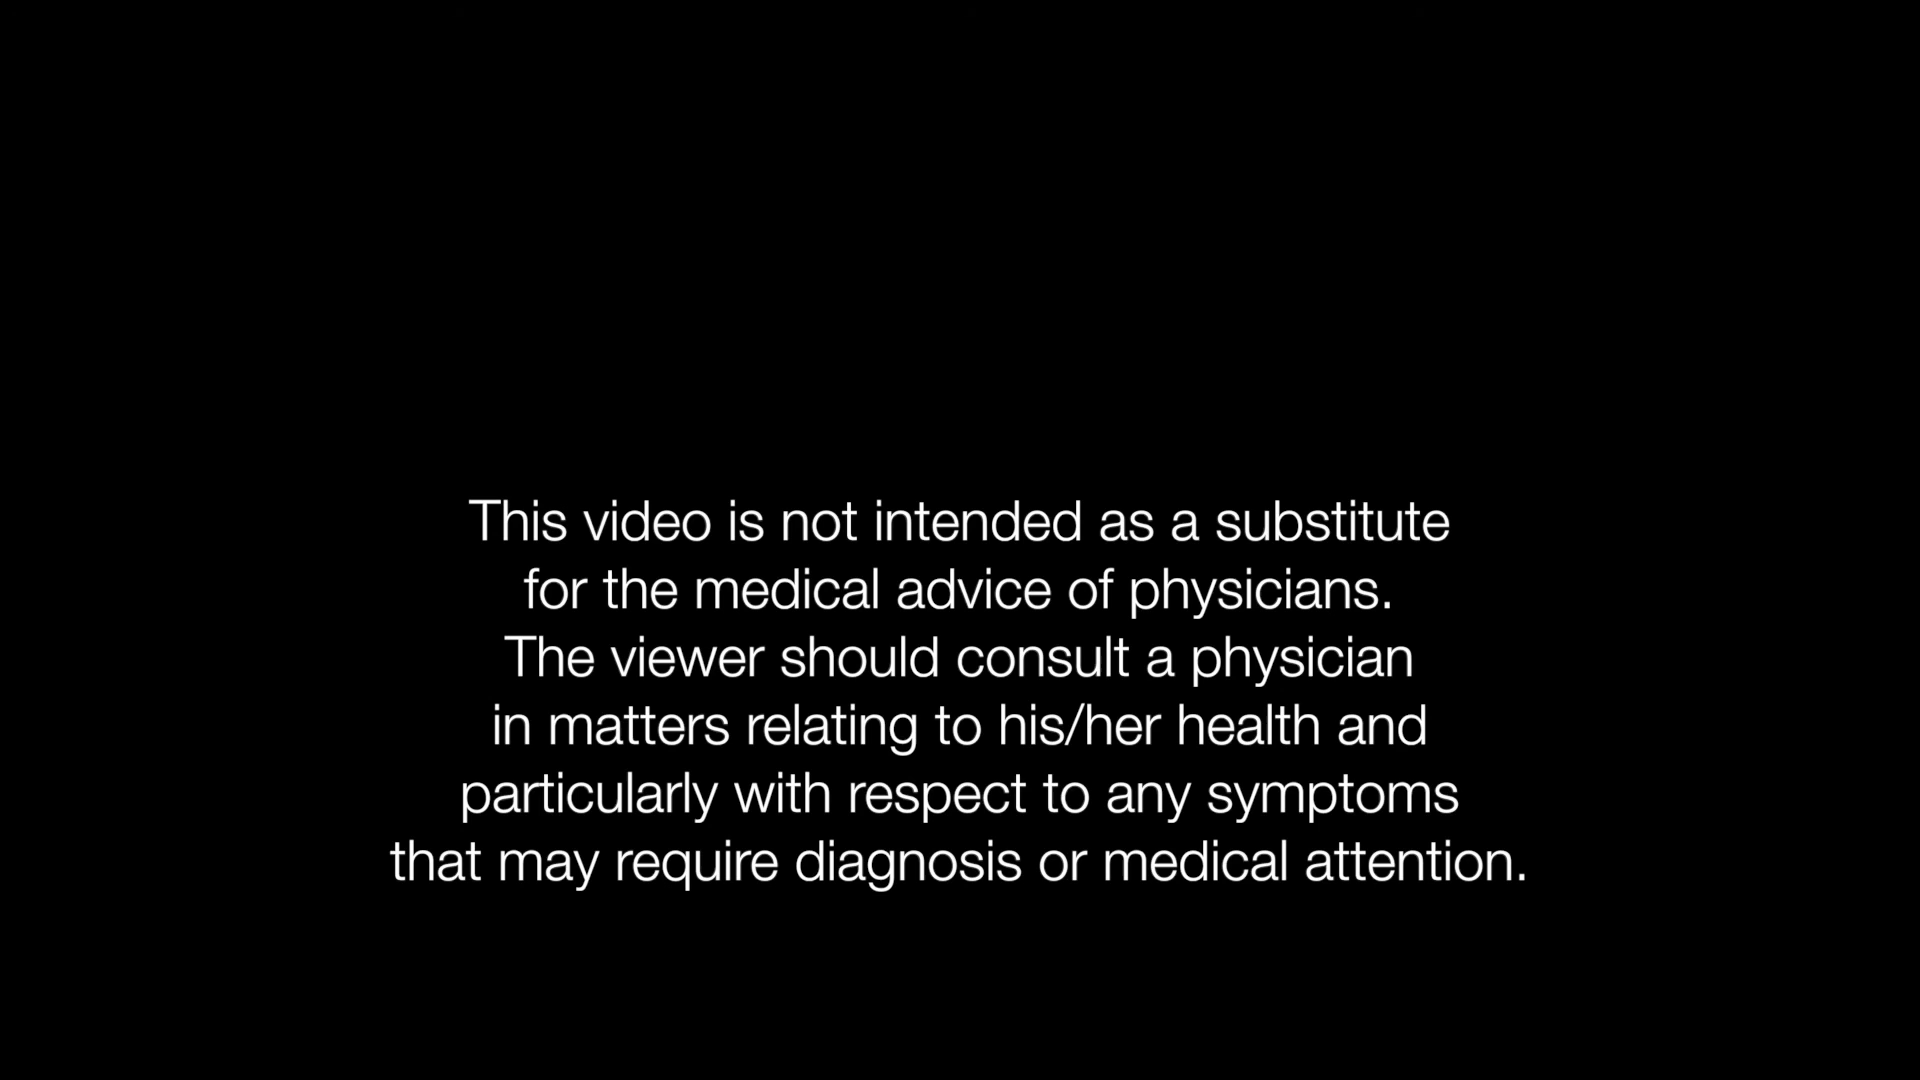 This video is not intended as a substitute
for the medical advice of physicians.
The viewer should consult a physician
in matters relating to his/her health and
particularly with respect to any symptoms
that may require diagnosis or medical attention.